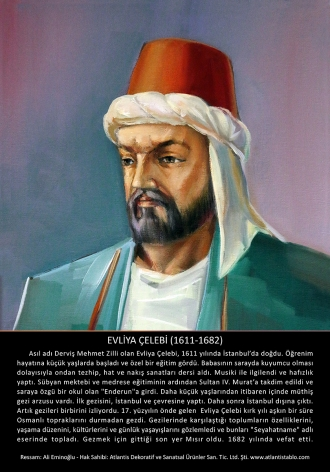 EVLİYA ÇELEBİ (1611-1682)
Asıl adı Derviş Mehmet Zilli olan Evliya Çelebi, 1611 yılında İstanbul'da doğdu. Öğrenim
hayatına küçük yaşlarda başladı ve özel bir eğitim gördü. Babasının sarayda kuyumcu olması
dolayısıyla ondan tezhip, hat ve nakış sanatları dersi aldı. Musiki ile ilgilendi ve hafızlık
yaptı. Sübyan mektebi ve medrese eğitiminin ardından Sultan IV. Murat'a takdim edildi ve
saraya özgü bir okul olan "Enderun"a girdi. Daha küçük yaşlarından itibaren içinde müthiş
gezi arzusu vardı. İlk gezisini, İstanbul ve çevresine yaptı. Daha sonra İstanbul dışına çıktı.
Artık gezileri birbirini izliyordu. 17. yüzyılın önde gelen Evliya Çelebi kırk yılı aşkın bir süre
Osmanlı topraklarını durmadan gezdi. Gezilerinde karşılaştığı toplumların özelliklerini,
yaşama düzenini, kültürlerini ve günlük yaşayışlarını gözlemledi ve bunları "Seyahatname" adlı
eserinde topladı. Gezmek için gittiği son yer Mısır oldu. 1682 yılında vefat etti.
Ressam: Ali Eminoğlu - Hak Sahibi: Atlantis Dekoratif ve Sanatsal Ürünler San. Tic. Ltd. Şti. www.atlantistablo.com